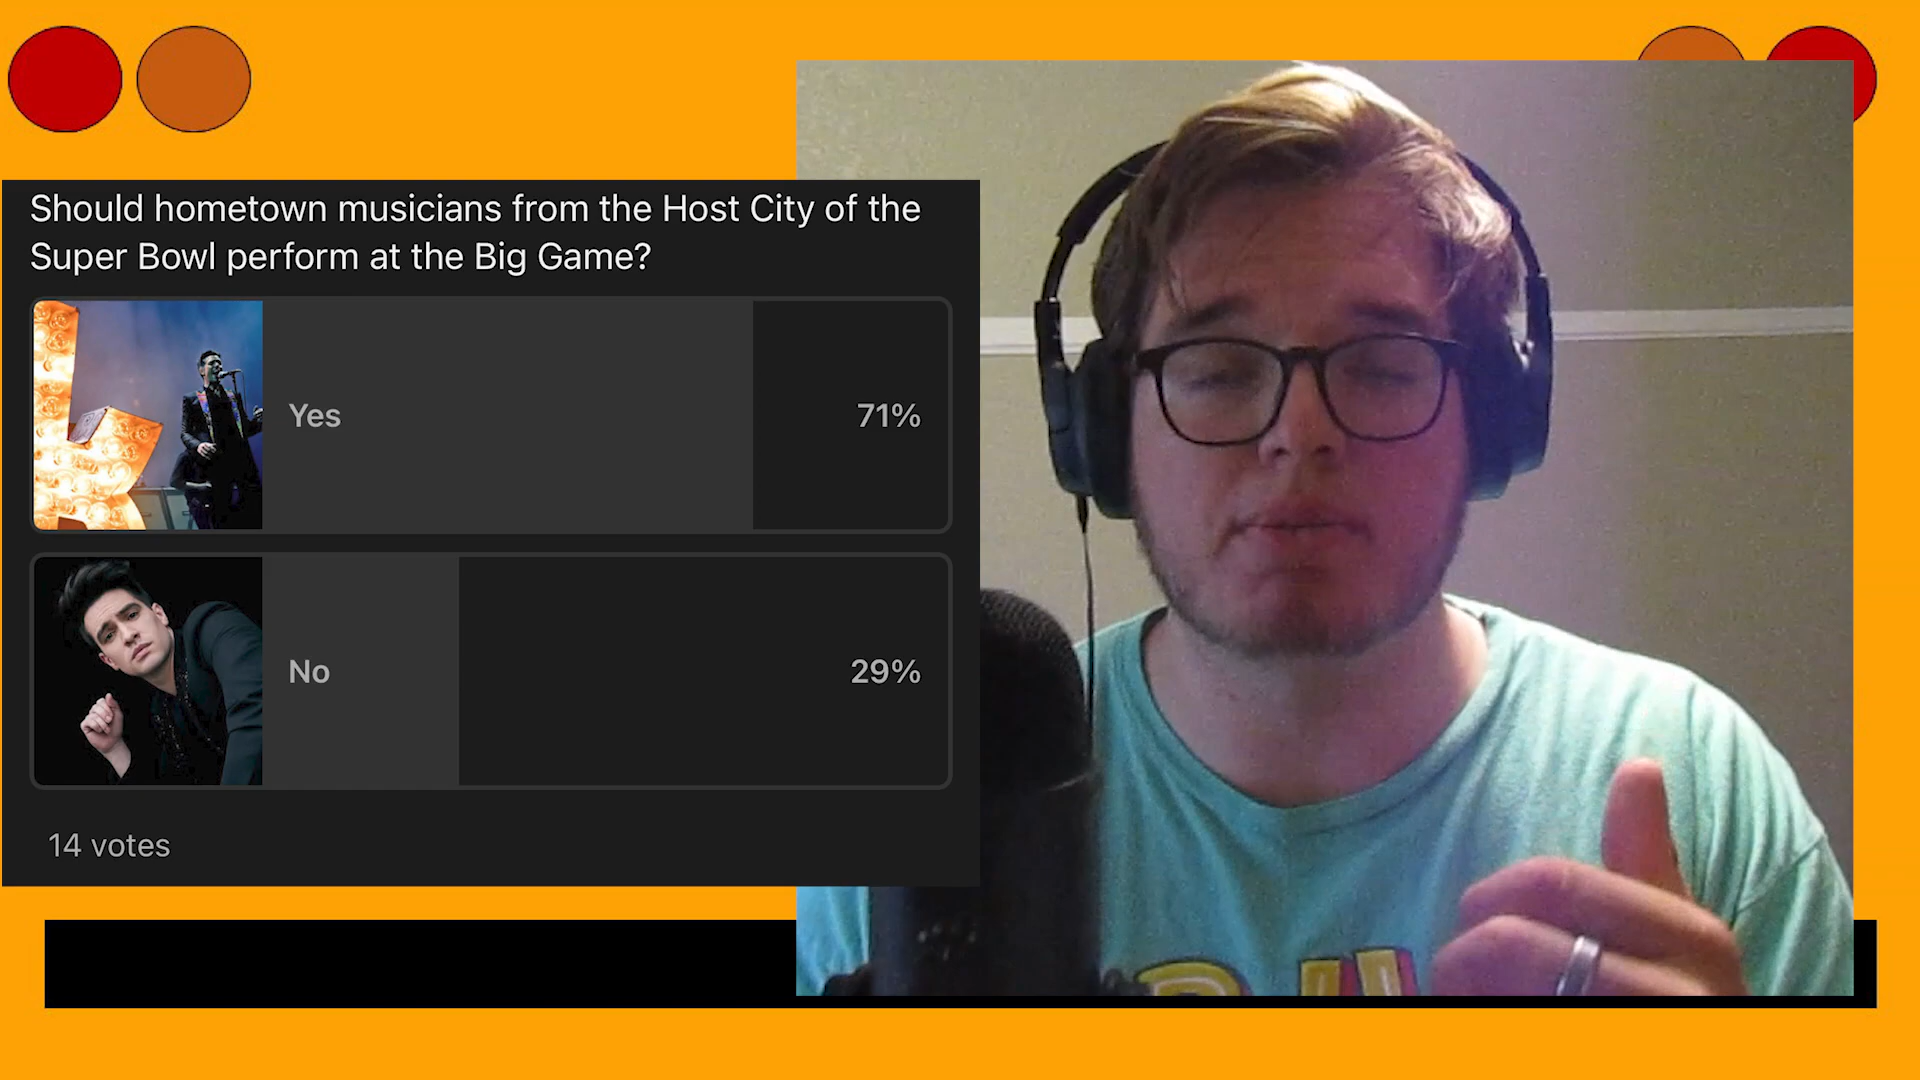 Should hometown musicians from the Host City of the
Super Bowl perform at the Big Game?
Yes
71%
No
29%
14 votes